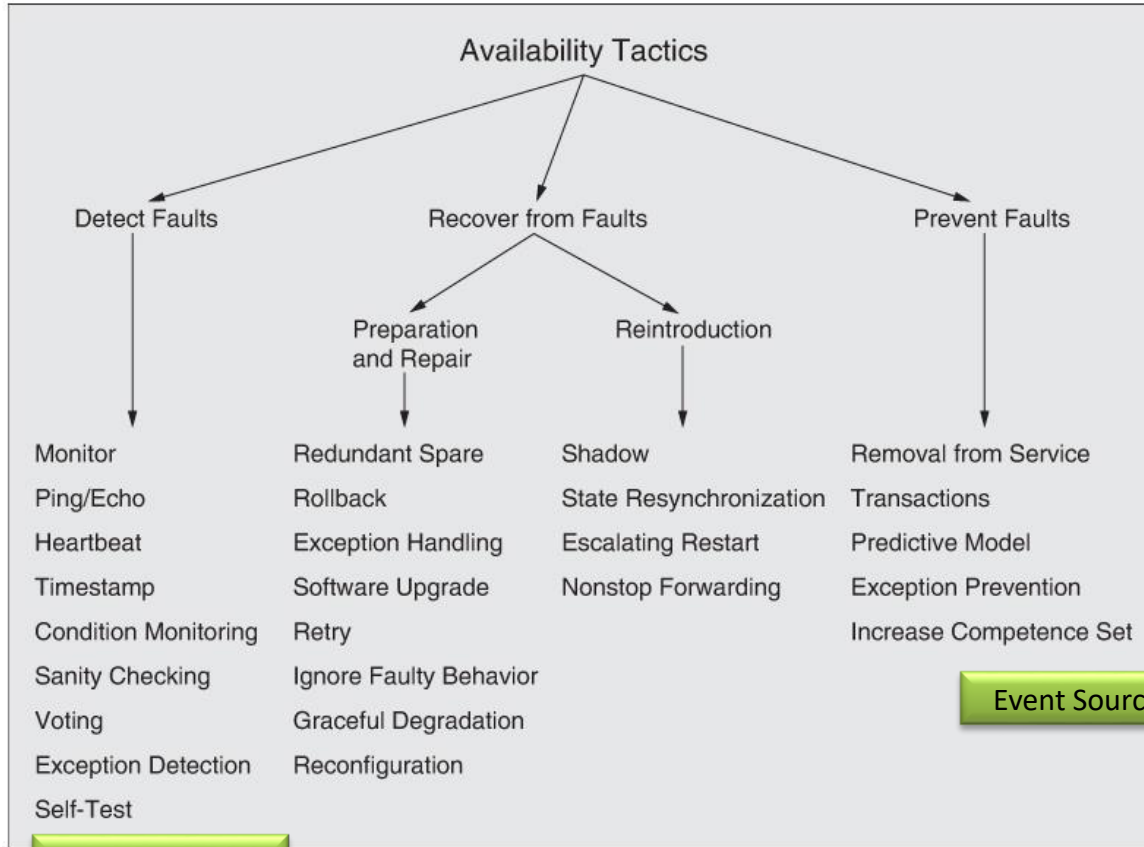 Availability Tactics
Detect Faults
Recover from Faults
Prevent Faults
Preparation
and Repair
Reintroduction
Monitor
Ping/Echo
Heartbeat
Timestamp
Condition Monitoring
Sanity Checking
Voting
Exception Detection
Self-Test
Redundant Spare
Rollback
Exception Handling
Software Upgrade
Retry
Ignore Faulty Behavior
Graceful Degradation
Reconfiguration
Shadow
State Resynchronization
Escalating Restart
Nonstop Forwarding
Removal from Service
Transactions
Predictive Model
Exception Prevention
Increase Competence Set
Event